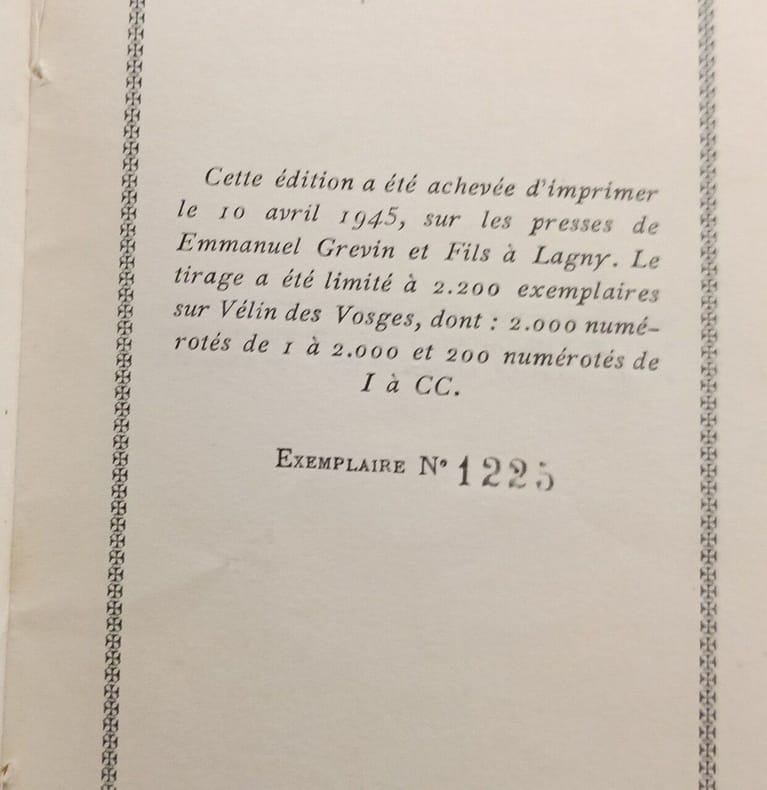 Cette édition a été achevée d'imprimer
le 10 avril 1945, sur les presses de
Emmanuel Grevin et Fils à Lagny. Le
tirage a été limité à 2.200 exemplaires
sur Vélin des Vosges, dont : 2.000 numé-
rotés de 1 à 2.000 et 200 numérotés de
I à CC.
EXEMPLAIRE N° 1225